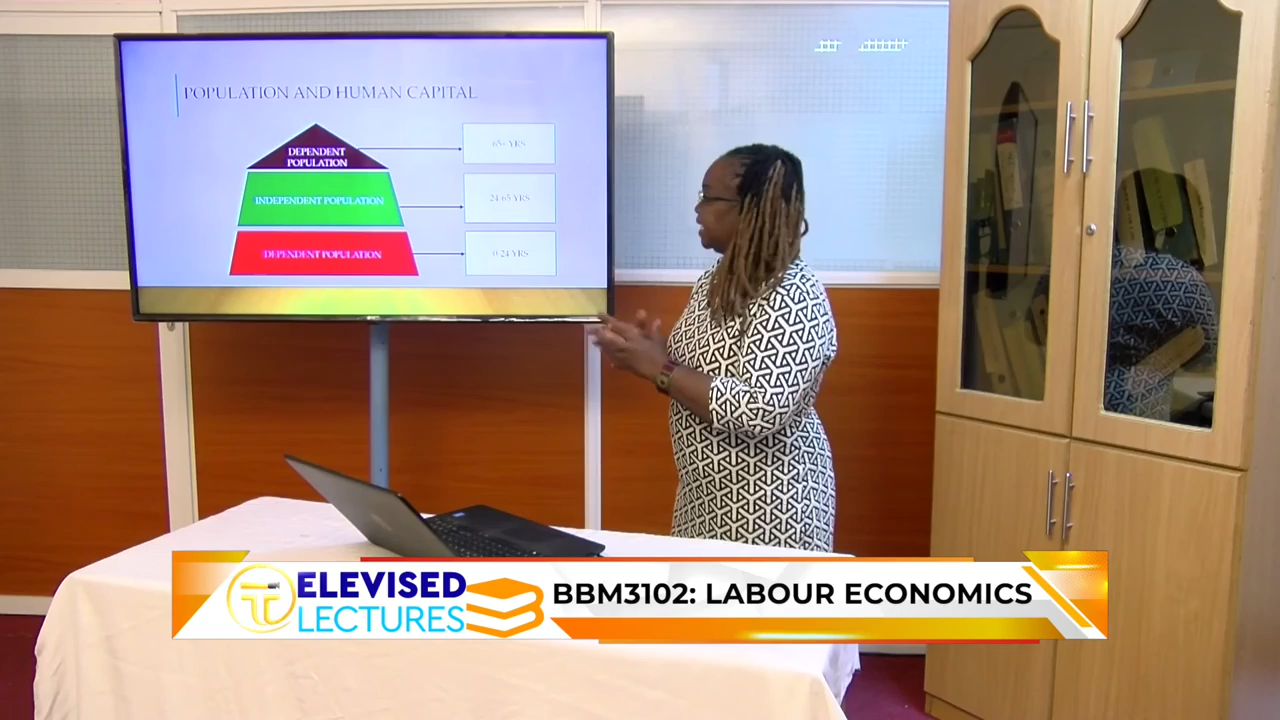 POPULATION AND HUMAN CAPITAL
DEPENDENT
POPULATION
65+ YRS
INDEPENDENT POPULATION
24-65 YRS
DEPENDENT POPULATION
0-24 YRS
TELEVISED
LECTURES
BBM3102: LABOUR ECONOMICS